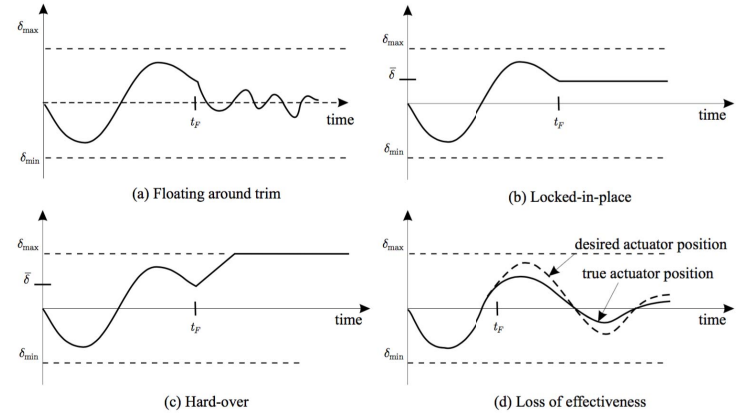 δmax
δmin
tF
time
(a) Floating around trim
δmax
δ̄
δmin
tF
time
(b) Locked-in-place
δmax
δ̄
δmin
tF
time
(c) Hard-over
δmax
desired actuator position
true actuator position
tF
time
δmin
(d) Loss of effectiveness